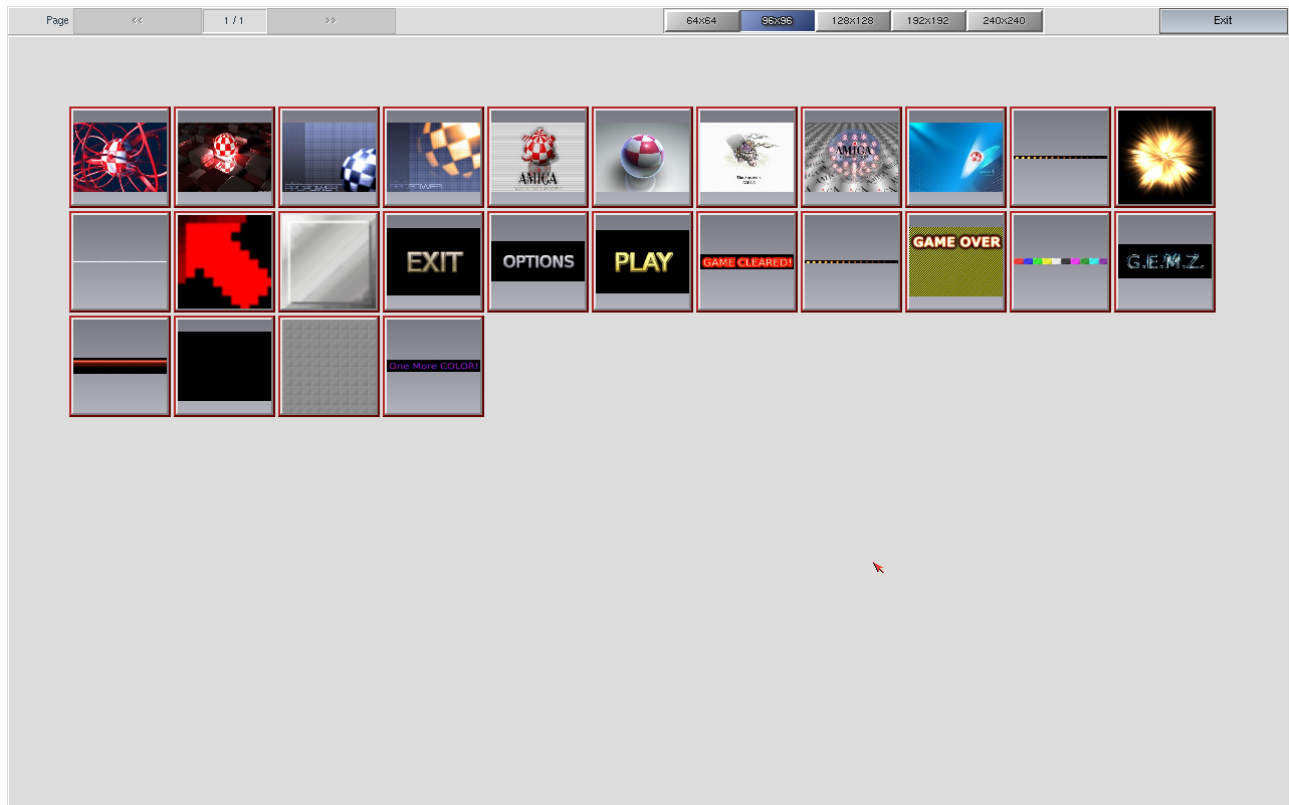 Page << 1 / 1 >> 64x64 96x96 128x128 192x192 240x240 Exit
PPCPOWER
AMIGA
AMIGA
EXIT
OPTIONS
PLAY
GAME CLEARED!
GAME OVER
G.E.M.Z.
One More COLOR!